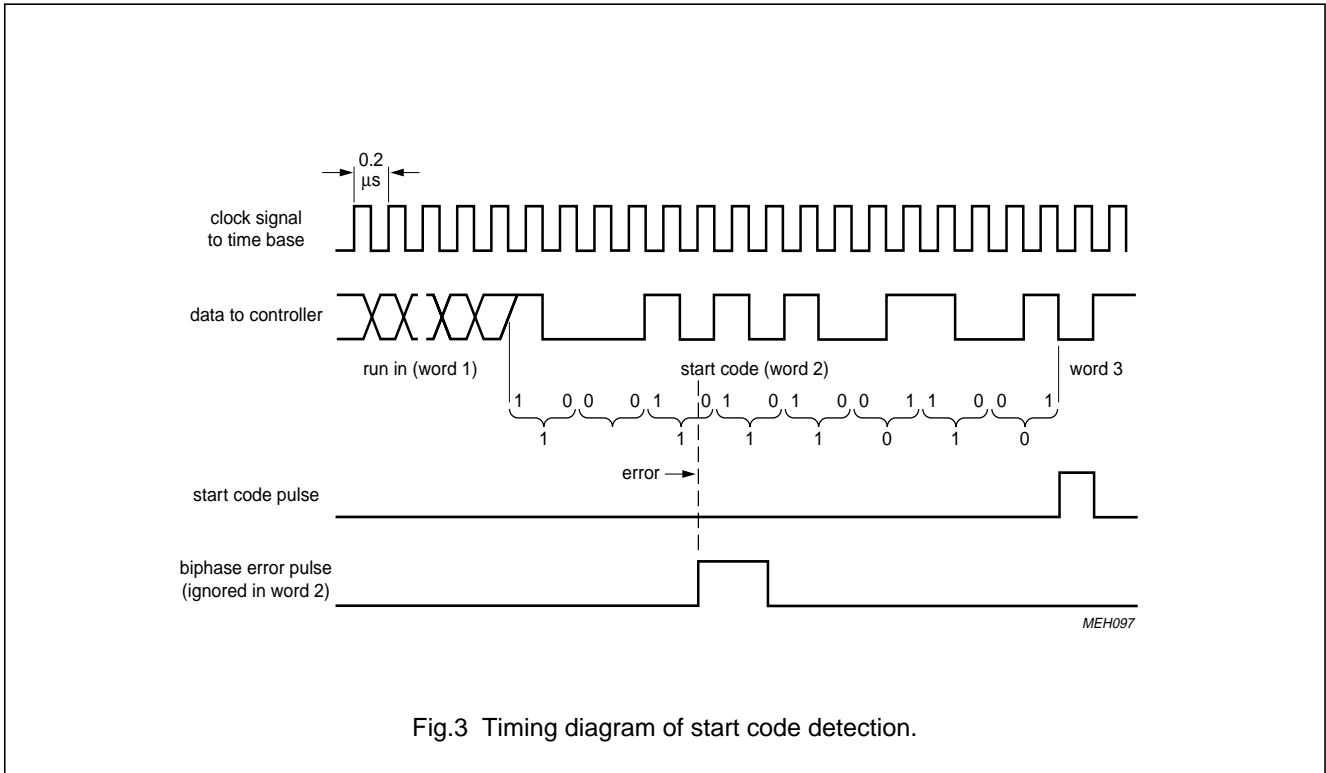 0.2
μs
clock signal
to time base
data to controller
run in (word 1)
start code (word 2)
word 3
1 0 0 0 1 0 1 0 1 0 0 1 1 0 0 1
1 1 1 1 0 1 0
error
start code pulse
biphase error pulse
(ignored in word 2)
MEH097
Fig.3 Timing diagram of start code detection.